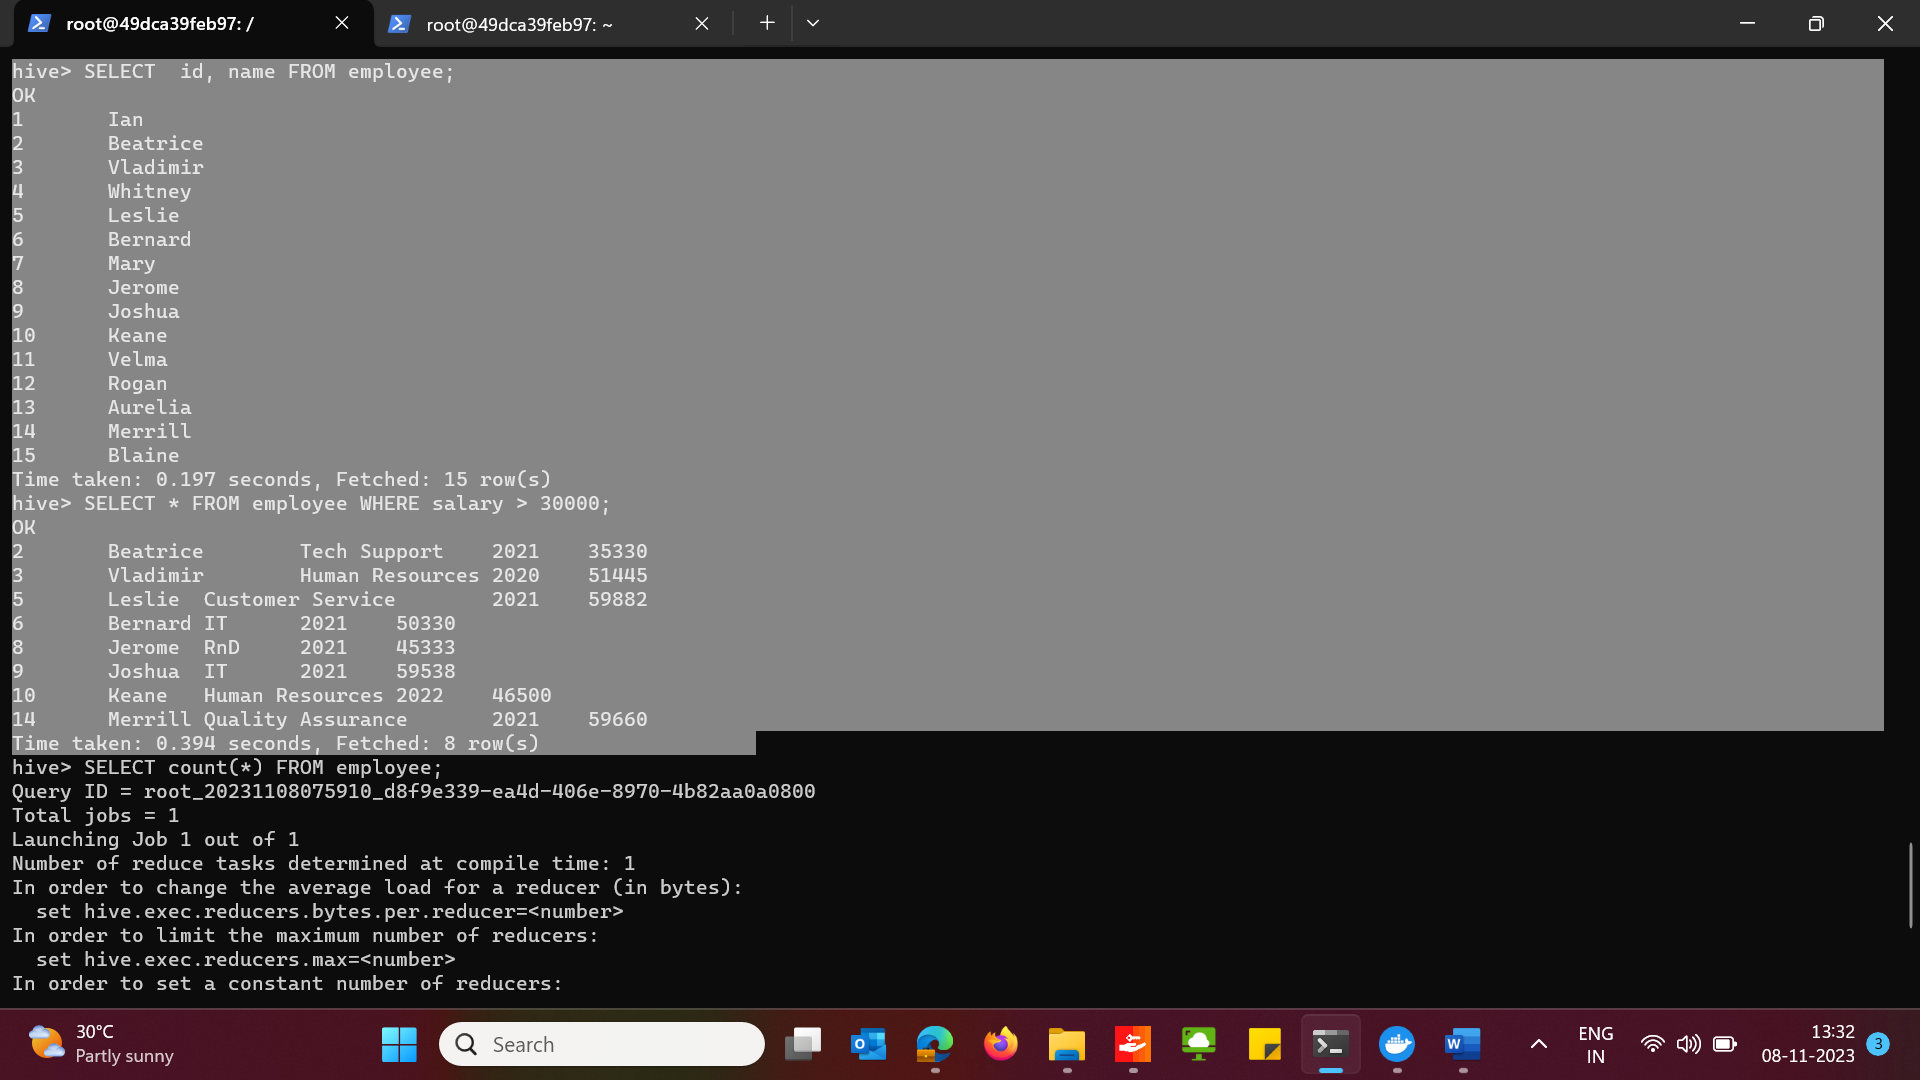 root@49dca39feb97: /
root@49dca39feb97: ~
hive> SELECT  id, name FROM employee;
OK
1       Ian
2       Beatrice
3       Vladimir
4       Whitney
5       Leslie
6       Bernard
7       Mary
8       Jerome
9       Joshua
10      Keane
11      Velma
12      Rogan
13      Aurelia
14      Merrill
15      Blaine
Time taken: 0.197 seconds, Fetched: 15 row(s)
hive> SELECT * FROM employee WHERE salary > 30000;
OK
2       Beatrice        Tech Support    2021    35330
3       Vladimir        Human Resources 2020    51445
5       Leslie  Customer Service        2021    59882
6       Bernard IT      2021    50330
8       Jerome  RnD     2021    45333
9       Joshua  IT      2021    59538
10      Keane   Human Resources 2022    46500
14      Merrill Quality Assurance       2021    59660
Time taken: 0.394 seconds, Fetched: 8 row(s)
hive> SELECT count(*) FROM employee;
Query ID = root_20231108075910_d8f9e339-ea4d-406e-8970-4b82aa0a0800
Total jobs = 1
Launching Job 1 out of 1
Number of reduce tasks determined at compile time: 1
In order to change the average load for a reducer (in bytes):
  set hive.exec.reducers.bytes.per.reducer=<number>
In order to limit the maximum number of reducers:
  set hive.exec.reducers.max=<number>
In order to set a constant number of reducers:
30°C
Partly sunny
Search
ENG
IN
13:32
08-11-2023
3